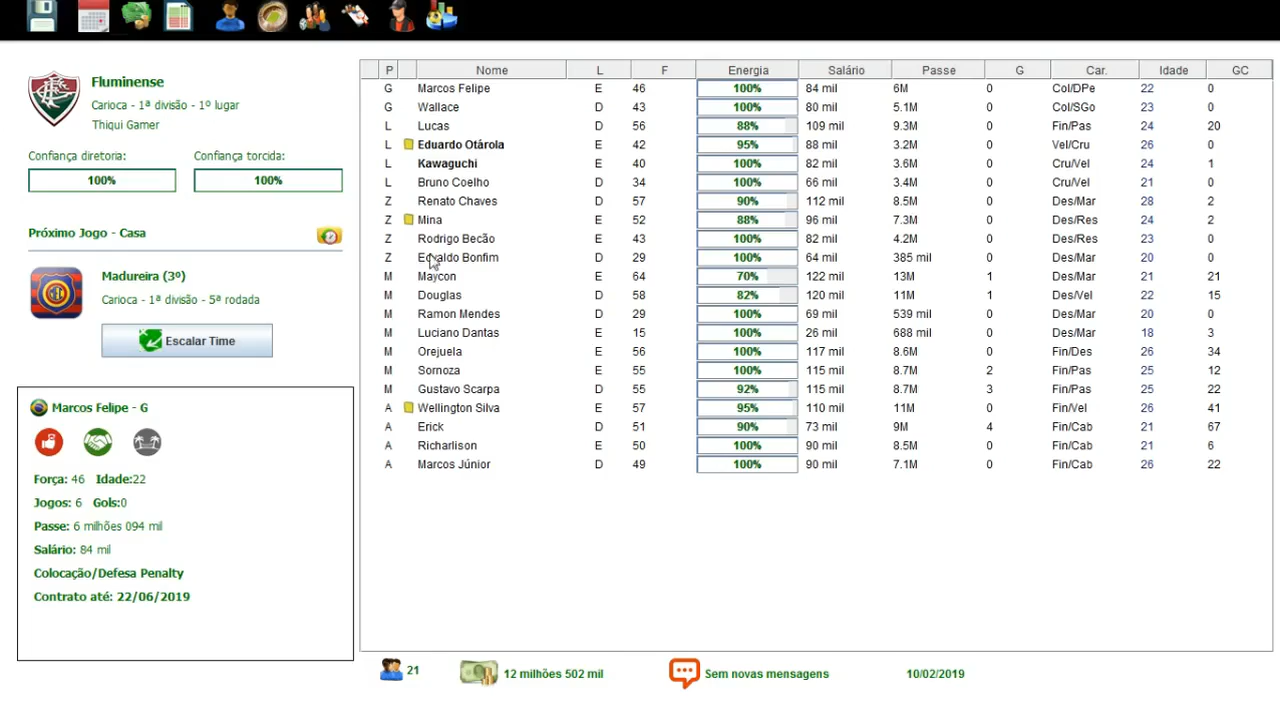 Fluminense
Carioca - 1ª divisão - 1º lugar
Thiqui Gamer
Confiança diretoria: Confiança torcida:
100% 100%
Próximo Jogo - Casa
Madureira (3º)
Carioca - 1ª divisão - 5ª rodada
Escalar Time
Marcos Felipe - G
Força: 46 Idade:22
Jogos: 6 Gols:0
Passe: 6 milhões 094 mil
Salário: 84 mil
Colocação/Defesa Penalty
Contrato até: 22/06/2019
P Nome L F Energia Salário Passe G Car. Idade GC
G Marcos Felipe E 46 100% 84 mil 6M 0 Col/DPe 22 0
G Wallace D 43 100% 80 mil 5.1M 0 Col/SGo 23 0
L Lucas D 56 88% 109 mil 9.3M 0 Fin/Pas 24 20
L Eduardo Otárola E 42 95% 88 mil 3.2M 0 Vel/Cru 26 0
L Kawaguchi E 40 100% 82 mil 3.6M 0 Cru/Vel 24 1
L Bruno Coelho D 34 100% 66 mil 3.4M 0 Cru/Vel 21 0
Z Renato Chaves D 57 90% 112 mil 8.5M 0 Des/Mar 28 2
Z Mina E 52 88% 96 mil 7.3M 0 Des/Res 24 2
Z Rodrigo Becão E 43 100% 82 mil 4.2M 0 Des/Res 23 0
Z Bonfim D 29 100% 64 mil 385 mil 0 Des/Mar 20 0
M Maycon E 64 70% 122 mil 13M 1 Des/Mar 21 21
M Douglas D 58 82% 120 mil 11M 1 Des/Vel 22 15
M Ramon Mendes D 29 100% 69 mil 539 mil 0 Des/Mar 20 0
M Luciano Dantas E 15 100% 26 mil 688 mil 0 Des/Mar 18 3
M Orejuela E 56 100% 117 mil 8.6M 0 Fin/Des 26 34
M Sornoza E 55 100% 115 mil 8.7M 2 Fin/Pas 25 12
M Gustavo Scarpa D 55 92% 115 mil 8.7M 3 Fin/Pas 25 22
A Wellington Silva E 57 95% 110 mil 11M 0 Fin/Vel 26 41
A Erick D 51 90% 73 mil 9M 4 Fin/Cab 21 67
A Richarlison E 50 100% 90 mil 8.5M 0 Fin/Cab 21 6
A Marcos Júnior D 49 100% 90 mil 7.1M 0 Fin/Cab 26 22
21 12 milhões 502 mil Sem novas mensagens 10/02/2019